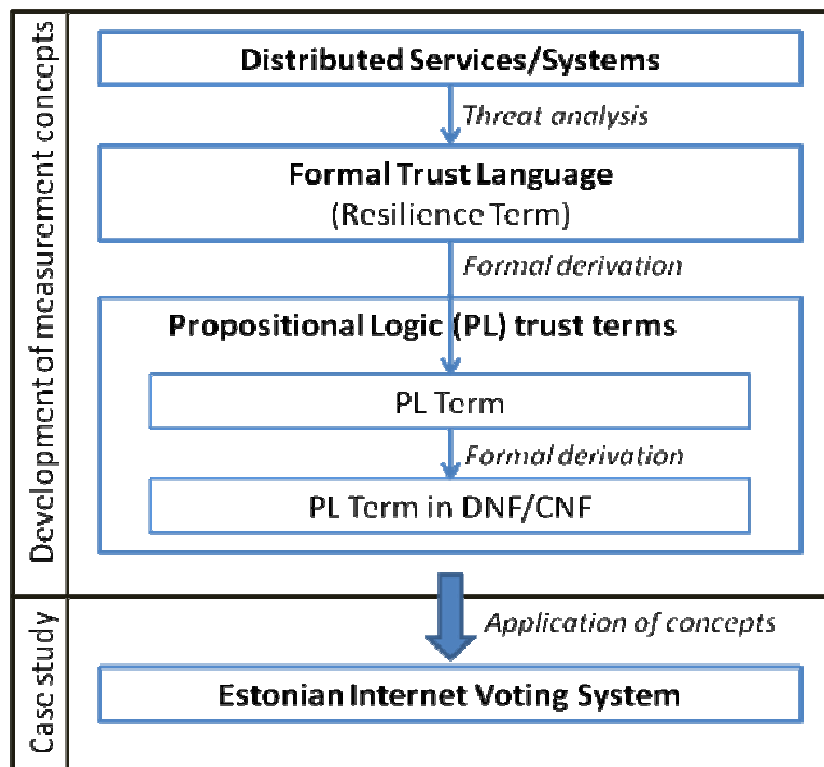 Development of measurement concepts
Distributed Services/Systems
Threat analysis
Formal Trust Language
(Resilience Term)
Formal derivation
Propositional Logic (PL) trust terms
PL Term
Formal derivation
PL Term in DNF/CNF
Case study
Application of concepts
Estonian Internet Voting System